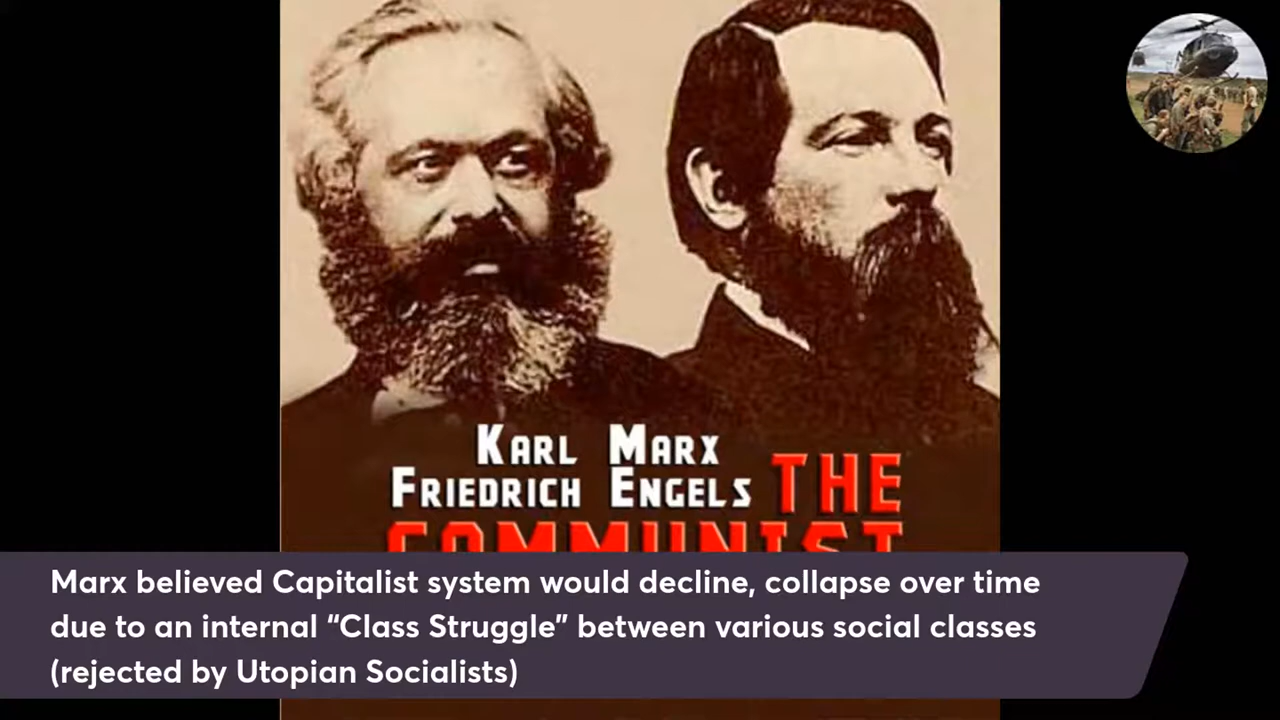 KARL MARX
FRIEDRICH ENGELS THE
COMMUNIST
Marx believed Capitalist system would decline, collapse over time
due to an internal “Class Struggle” between various social classes
(rejected by Utopian Socialists)